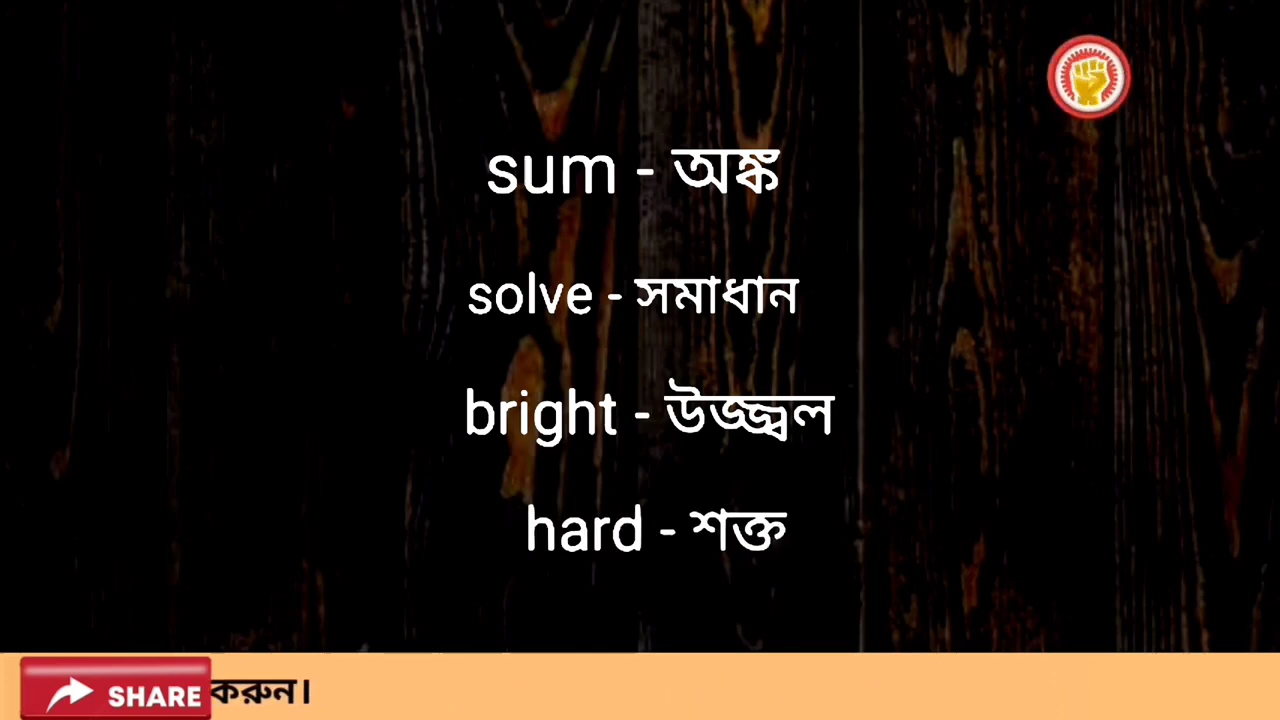 sum - অঙ্ক
solve - সমাধান
bright - উজ্জ্বল
hard - শক্ত
SHARE করুন।